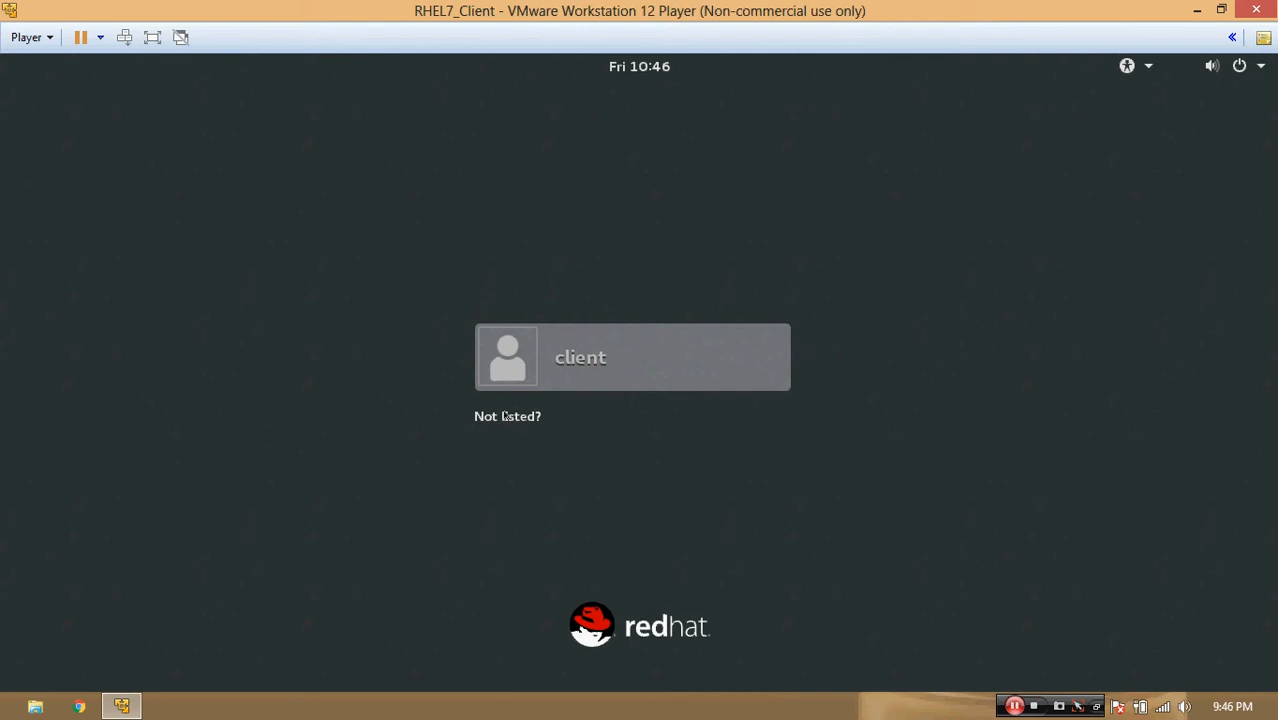 RHEL7_Client - VMware Workstation 12 Player (Non-commercial use only)
Player
Fri 10:46
client
Not listed?
redhat.
9:46 PM